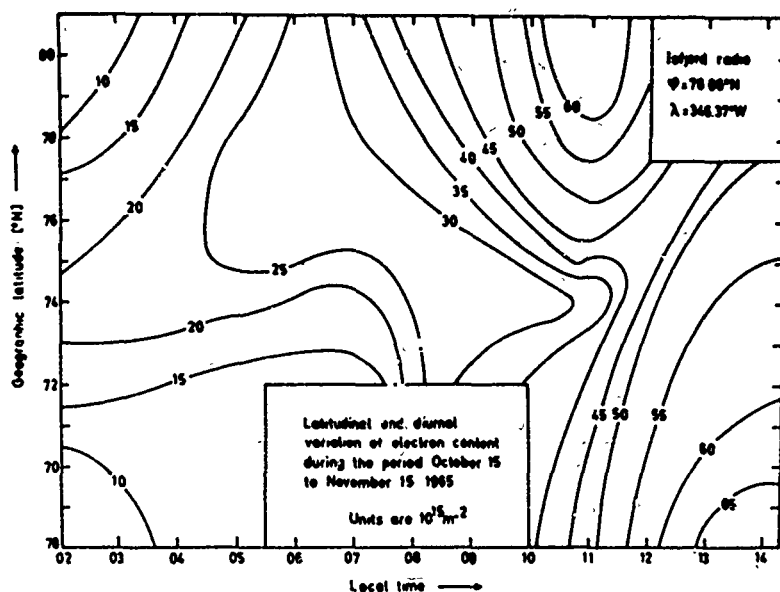 Isfjord radio
φ=78.00°N
λ=346.37°W
Geographic latitude [°N]
80
78
76
74
72
70
10
15
20
25
20
15
10
30
35
40
45
50
55
60
45
50
55
60
65
Latitudinal and diurnal
variation of electron content
during the period October 15
to November 15 1965
Units are 10¹⁵m⁻²
02 03 04 05 06 07 08 09 10 11 12 13 14
Local time